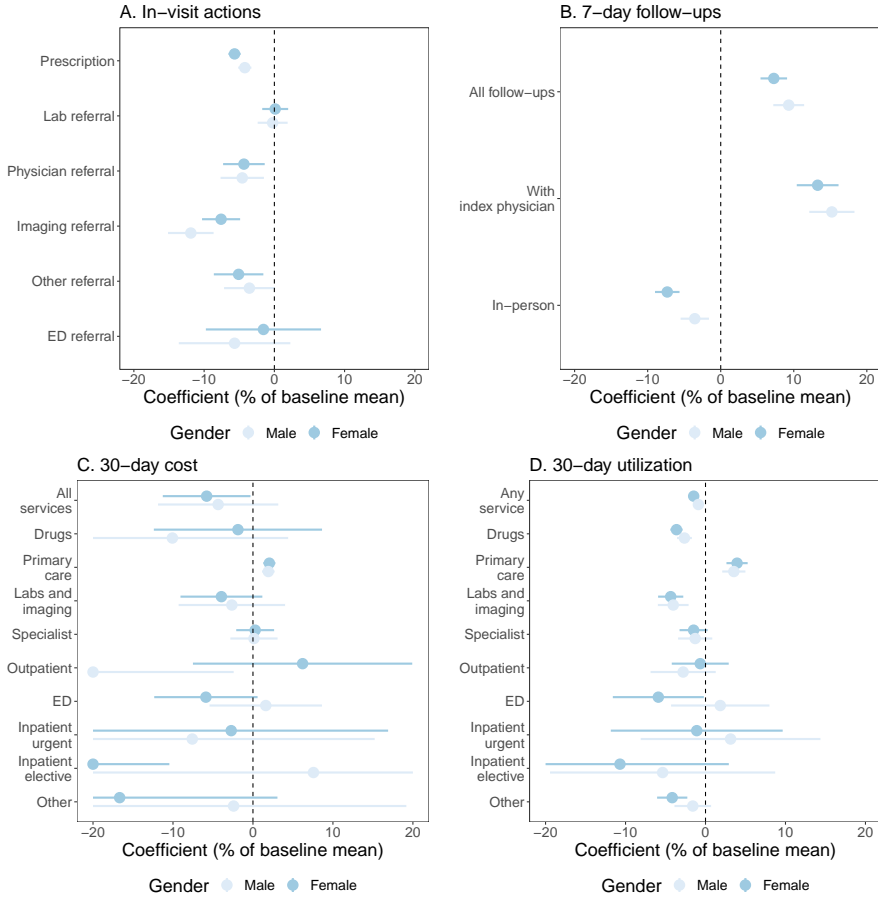 A. In−visit actions
Prescription
Lab referral
Physician referral
Imaging referral
Other referral
ED referral
−20 −10 0 10 20
Coefficient (% of baseline mean)
Gender Male Female
B. 7−day follow−ups
All follow−ups
With
index physician
In−person
−20 −10 0 10 20
Coefficient (% of baseline mean)
Gender Male Female
C. 30−day cost
All
services
Drugs
Primary
care
Labs and
imaging
Specialist
Outpatient
ED
Inpatient
urgent
Inpatient
elective
Other
−20 −10 0 10 20
Coefficient (% of baseline mean)
Gender Male Female
D. 30−day utilization
Any
service
Drugs
Primary
care
Labs and
imaging
Specialist
Outpatient
ED
Inpatient
urgent
Inpatient
elective
Other
−20 −10 0 10 20
Coefficient (% of baseline mean)
Gender Male Female